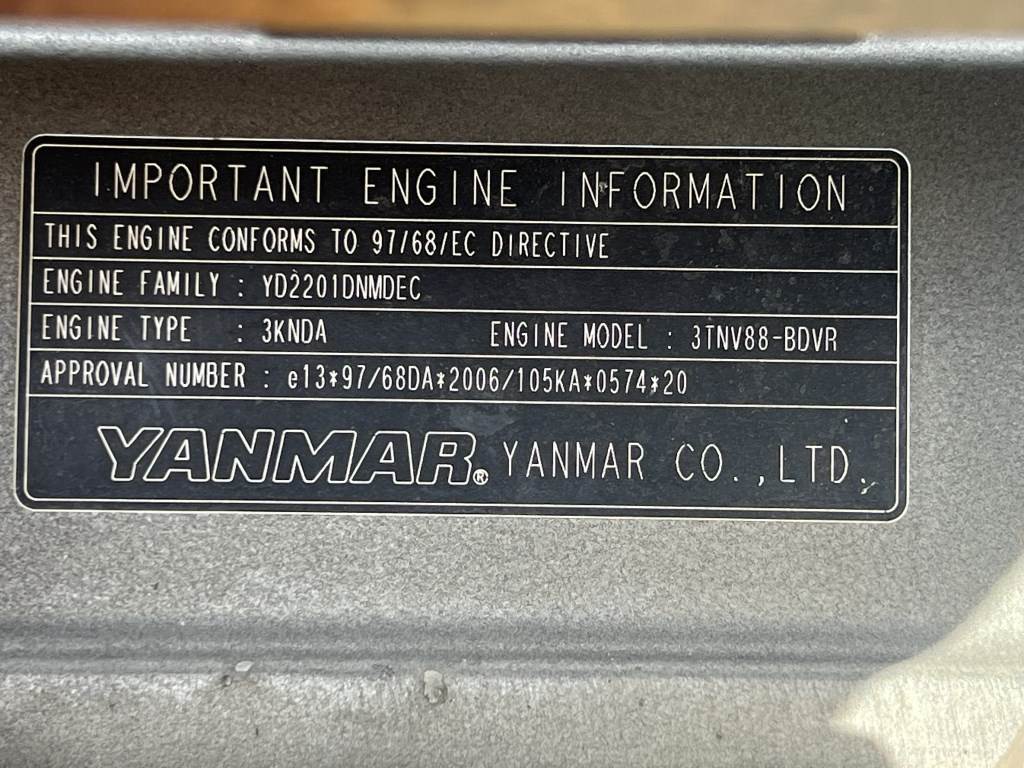 IMPORTANT ENGINE INFORMATION
THIS ENGINE CONFORMS TO 97/68/EC DIRECTIVE
ENGINE FAMILY : YD2201DNMDEC
ENGINE TYPE : 3KNDA ENGINE MODEL : 3TNV88-BDVR
APPROVAL NUMBER : e13*97/68DA*2006/105KA*0574*20
YANMAR® YANMAR CO.,LTD.